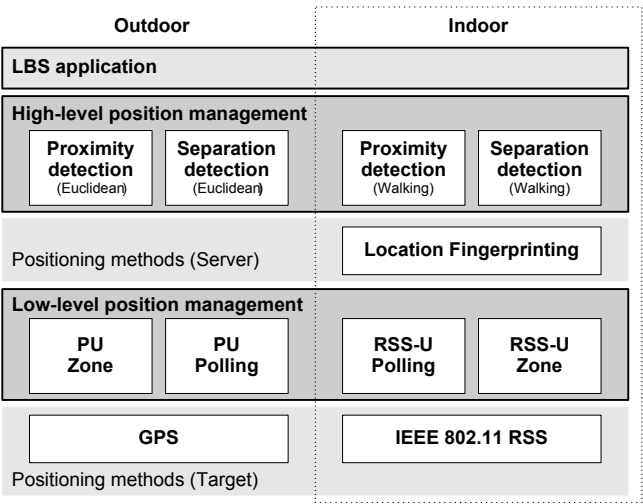 Outdoor
Indoor
LBS application
High-level position management
Proximity
detection
(Euclidean)
Separation
detection
(Euclidean)
Proximity
detection
(Walking)
Separation
detection
(Walking)
Positioning methods (Server)
Location Fingerprinting
Low-level position management
PU
Zone
PU
Polling
RSS-U
Polling
RSS-U
Zone
GPS
IEEE 802.11 RSS
Positioning methods (Target)